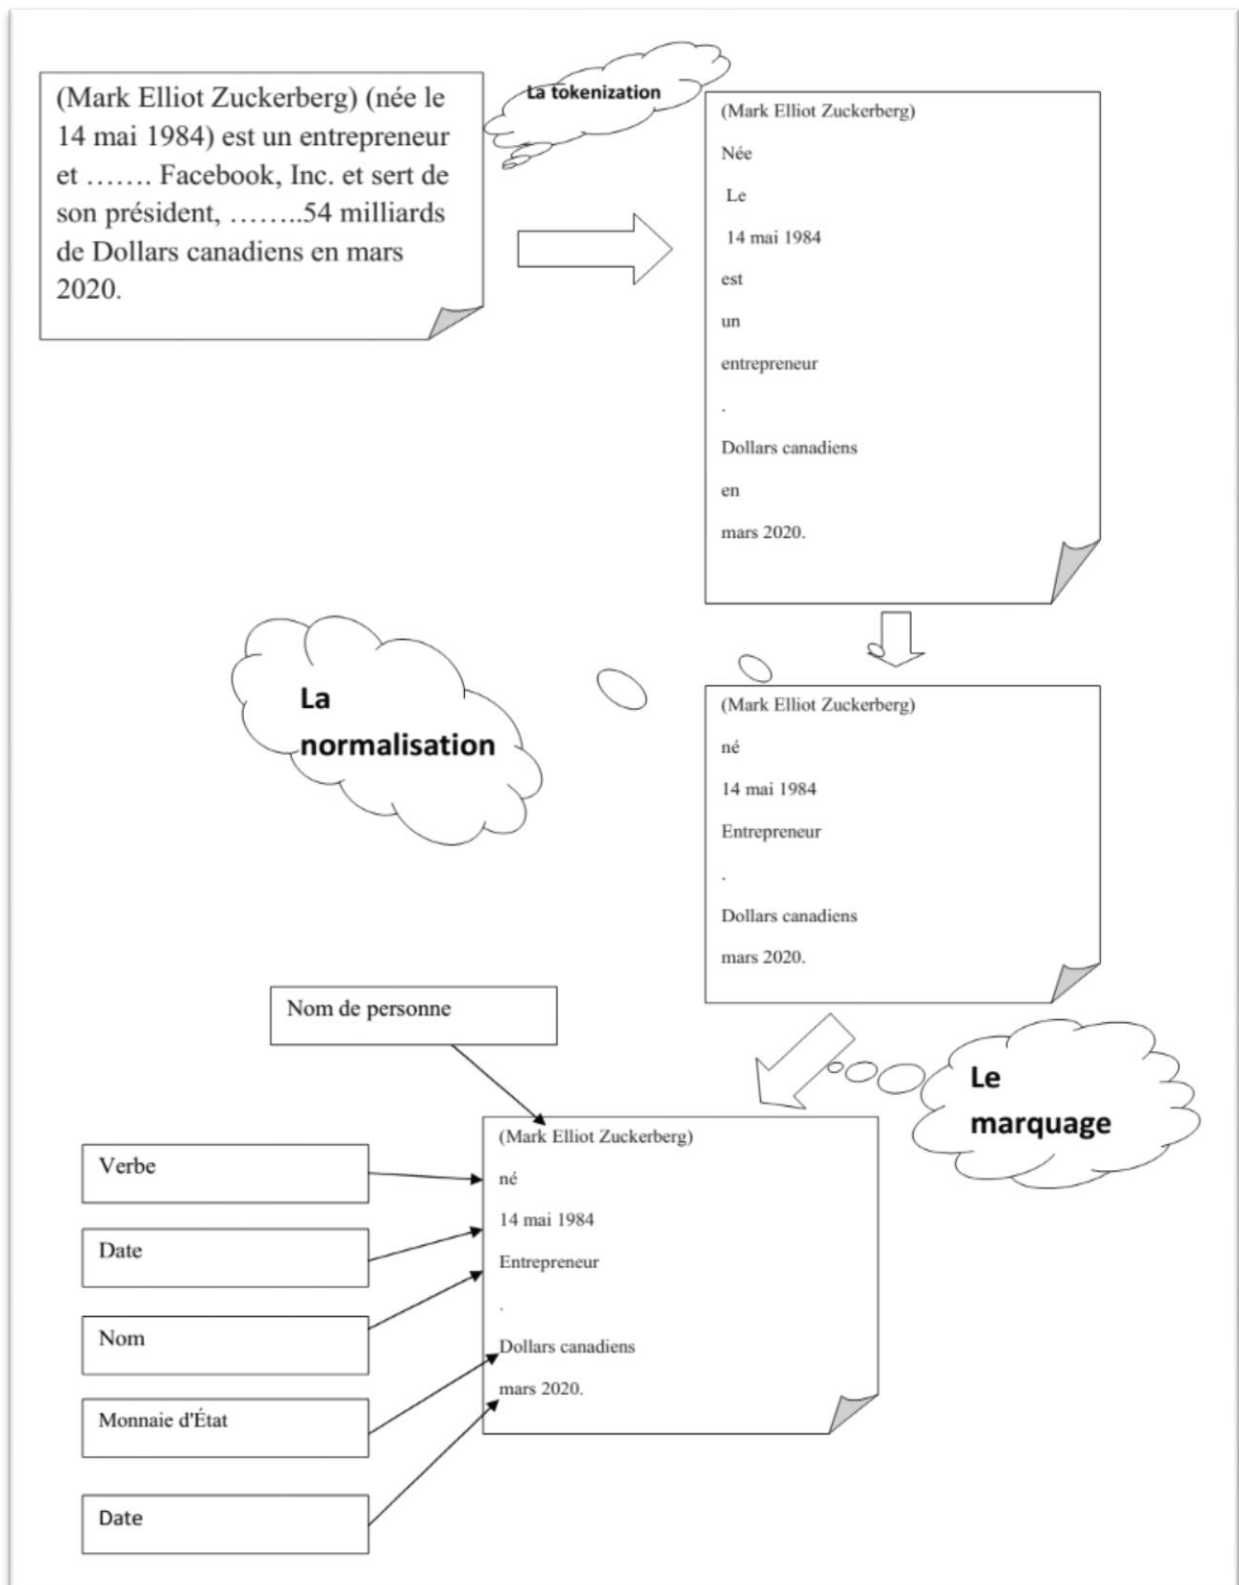 (Mark Elliot Zuckerberg) (née le
14 mai 1984) est un entrepreneur
et ……. Facebook, Inc. et sert de
son président, ……..54 milliards
de Dollars canadiens en mars
2020.
La tokenization
(Mark Elliot Zuckerberg)
Née
Le
14 mai 1984
est
un
entrepreneur
.
Dollars canadiens
en
mars 2020.
La
normalisation
(Mark Elliot Zuckerberg)
né
14 mai 1984
Entrepreneur
.
Dollars canadiens
mars 2020.
Le
marquage
Nom de personne
Verbe
Date
Nom
Monnaie d'État
Date
(Mark Elliot Zuckerberg)
né
14 mai 1984
Entrepreneur
.
Dollars canadiens
mars 2020.